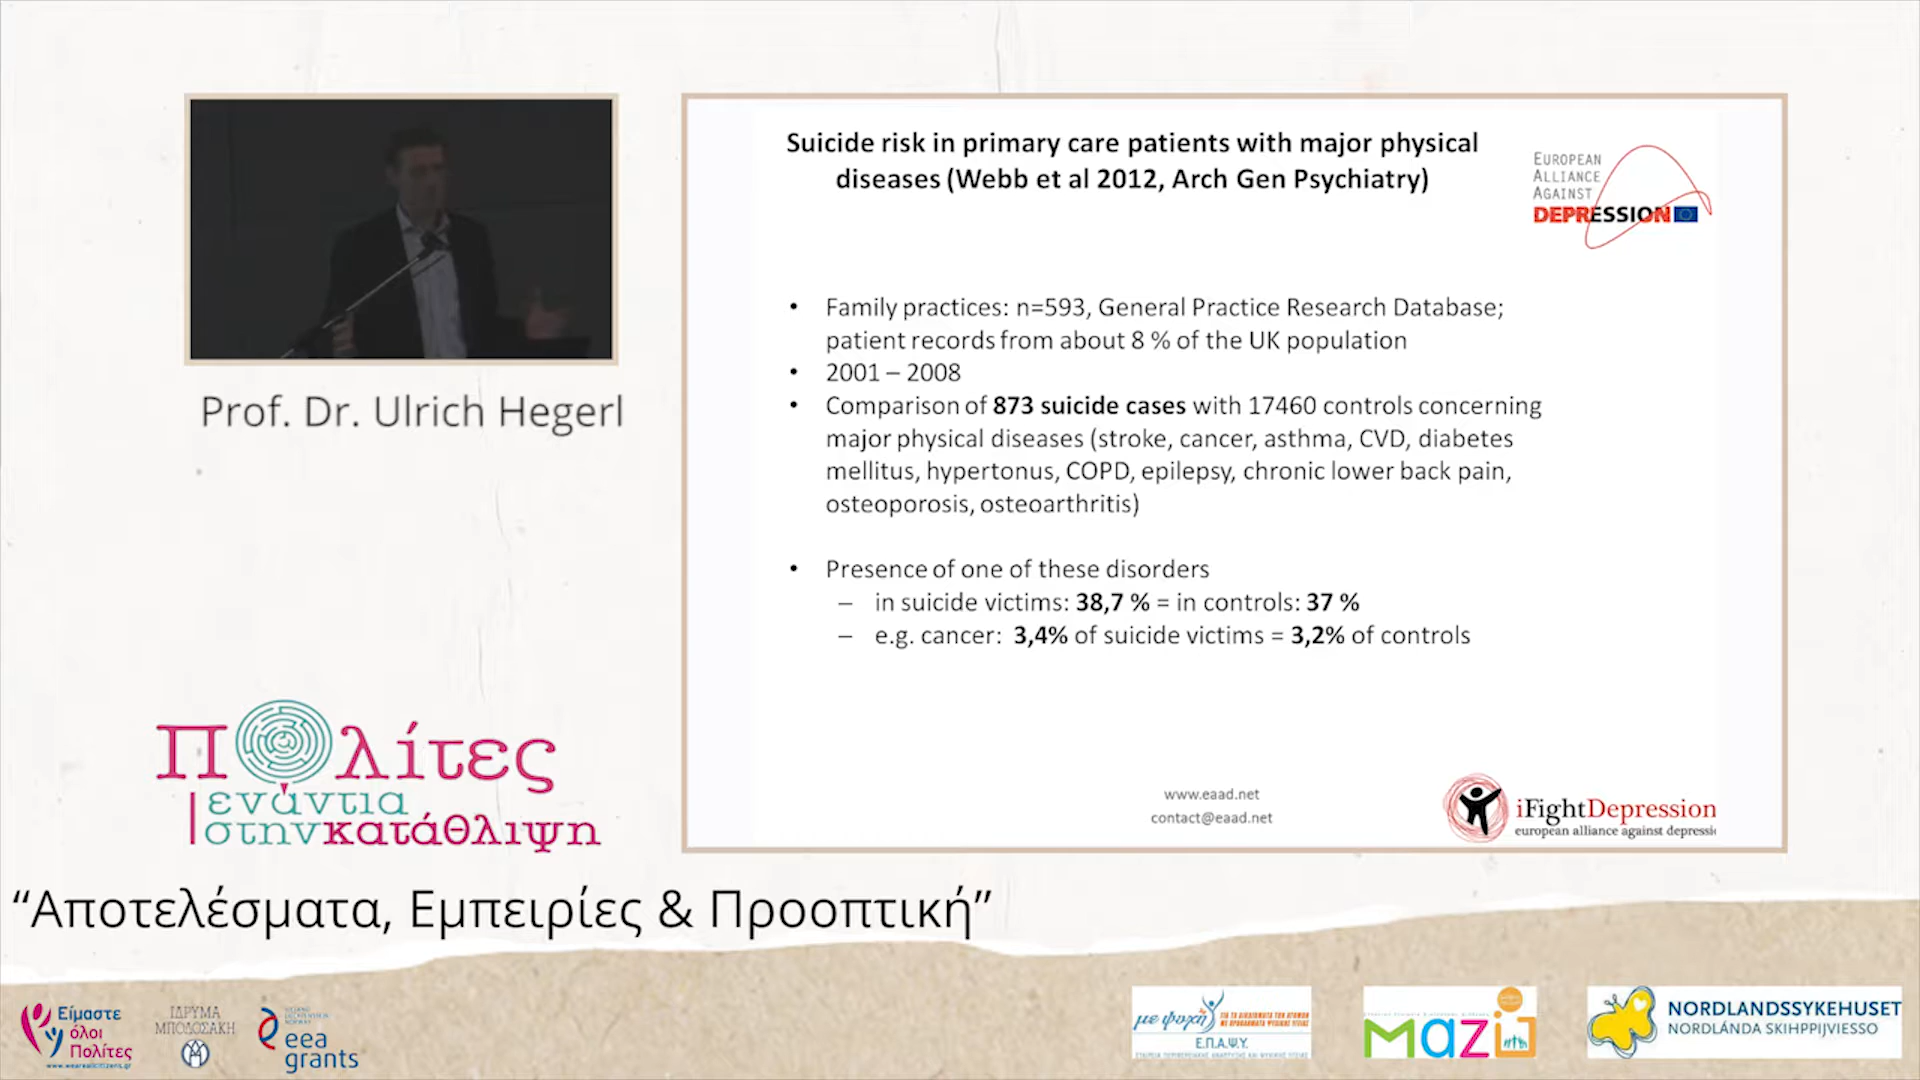 Suicide risk in primary care patients with major physical
diseases (Webb et al 2012, Arch Gen Psychiatry)
EUROPEAN
ALLIANCE
AGAINST
DEPRESSION
• Family practices: n=593, General Practice Research Database;
patient records from about 8 % of the UK population
• 2001 – 2008
• Comparison of 873 suicide cases with 17460 controls concerning
major physical diseases (stroke, cancer, asthma, CVD, diabetes
mellitus, hypertonus, COPD, epilepsy, chronic lower back pain,
osteoporosis, osteoarthritis)
• Presence of one of these disorders
– in suicide victims: 38,7 % = in controls: 37 %
– e.g. cancer: 3,4% of suicide victims = 3,2% of controls
www.eaad.net
contact@eaad.net
iFightDepression
european alliance against depressi
Prof. Dr. Ulrich Hegerl
Πολίτες
ενάντια
στην κατάθλιψη
“Αποτελέσματα, Εμπειρίες & Προοπτική”
Είμαστε
όλοι
Πολίτες
www.weareallcitizens.gr
ΙΔΡΥΜΑ
ΜΠΟΔΟΣΑΚΗ
eea
grants
με ψυχή
Ε.Π.Α.Ψ.Υ.
mazi
NORDLANDSSYKEHUSET
NORDLÁNDA SKIHPPIJVIESSO